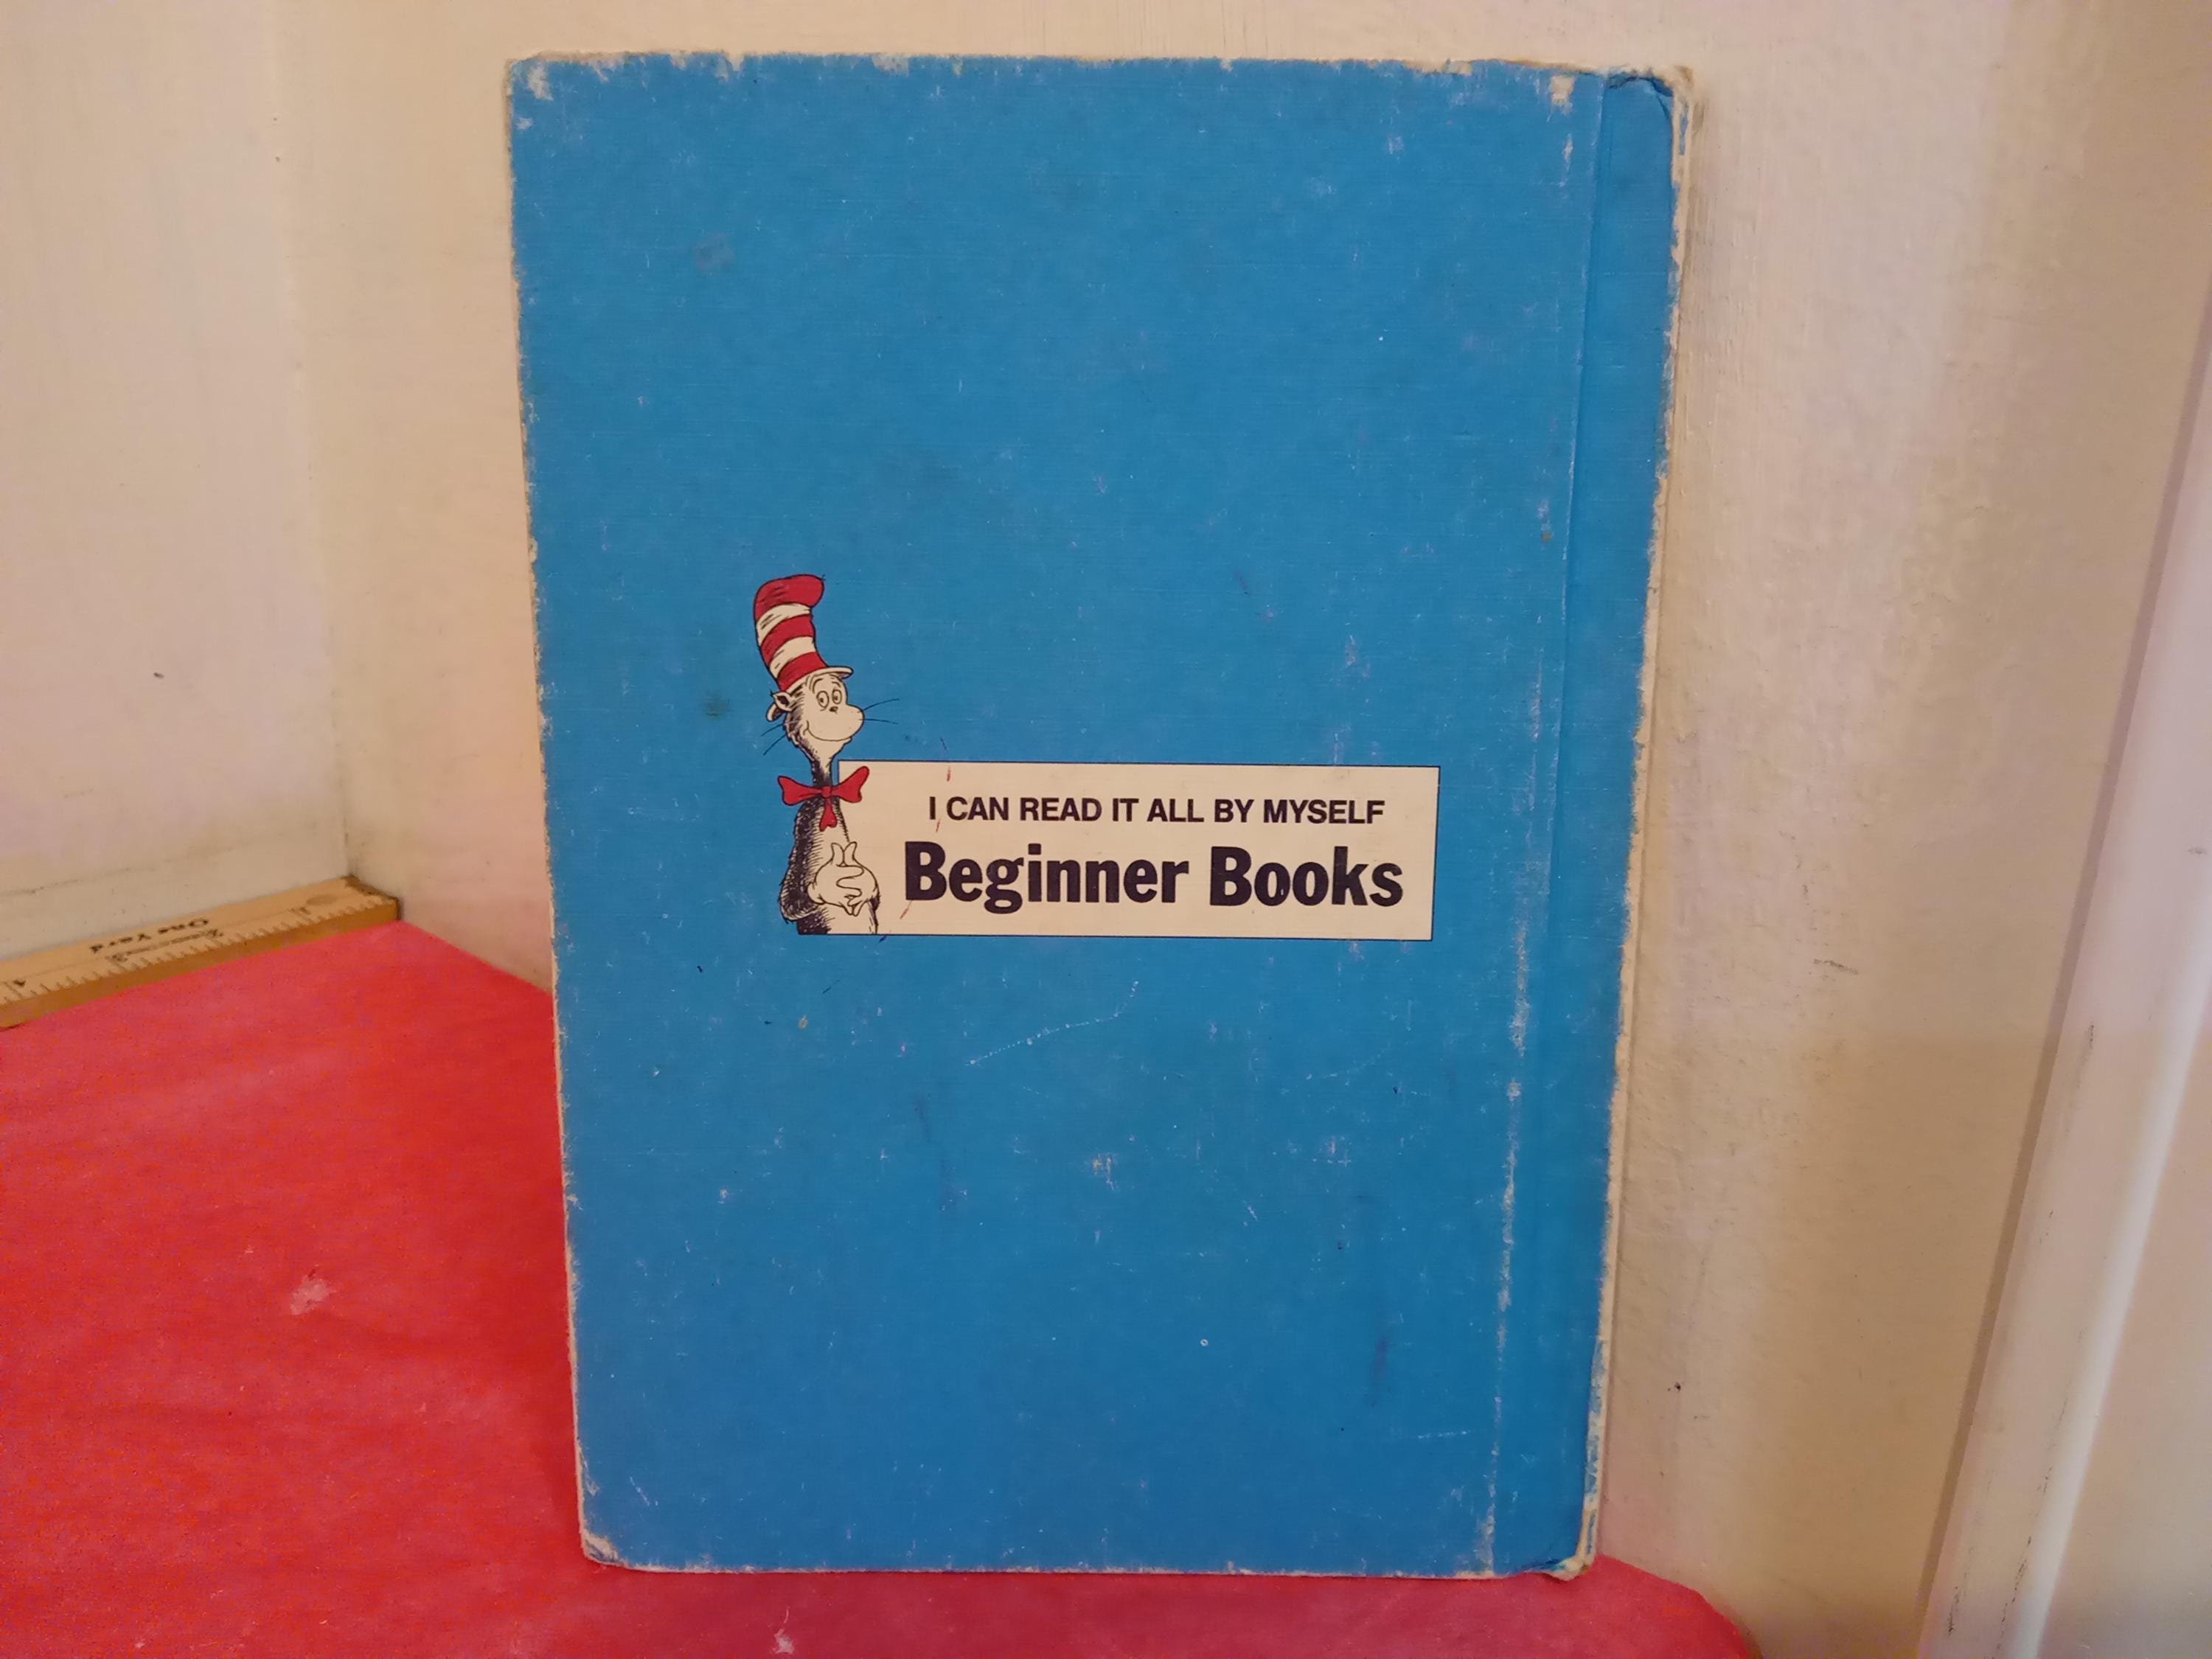 I CAN READ IT ALL BY MYSELF
Beginner Books
One Yard